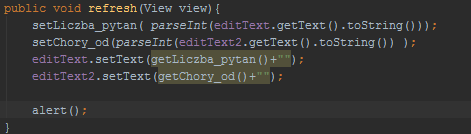 public void refresh(View view){
setLiczba_pytan( parseInt(editText.getText().toString()));
setChory_od(parseInt(editText2.getText().toString()) );
editText.setText(getLiczba_pytan()+"");
editText2.setText(getChory_od()+"");
alert();
}